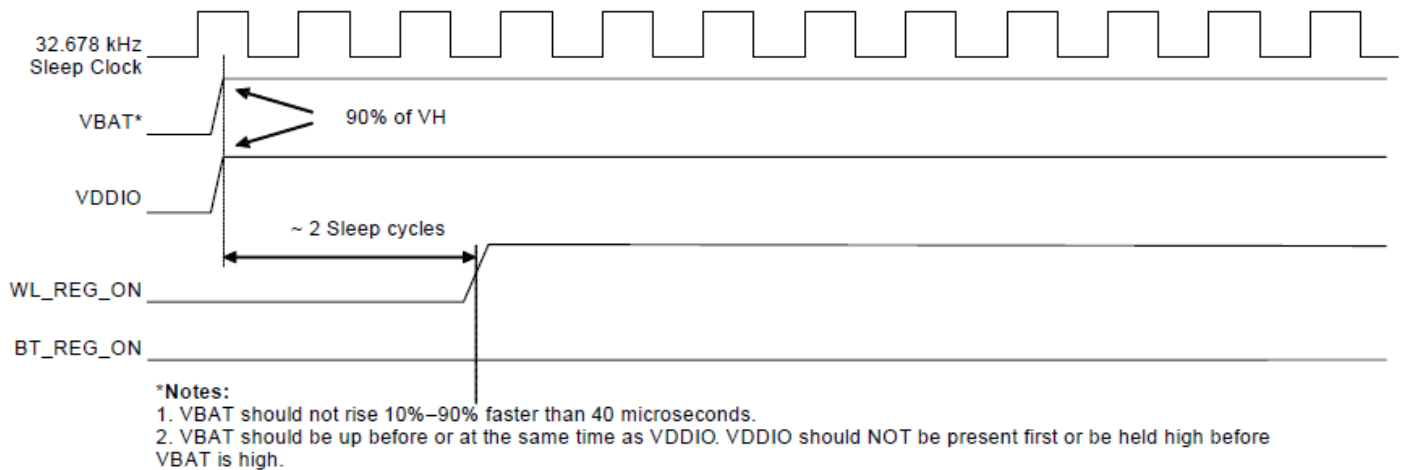 32.678 kHz
Sleep Clock
VBAT*
90% of VH
VDDIO
~ 2 Sleep cycles
WL_REG_ON
BT_REG_ON
*Notes:
1. VBAT should not rise 10%–90% faster than 40 microseconds.
2. VBAT should be up before or at the same time as VDDIO. VDDIO should NOT be present first or be held high before
VBAT is high.